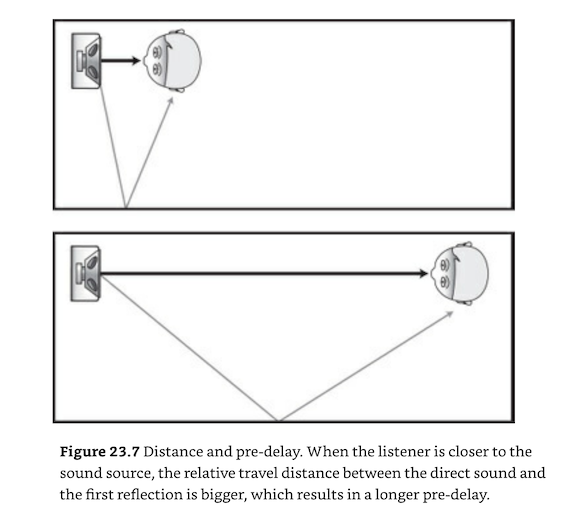 Figure 23.7 Distance and pre-delay. When the listener is closer to the
sound source, the relative travel distance between the direct sound and
the first reflection is bigger, which results in a longer pre-delay.